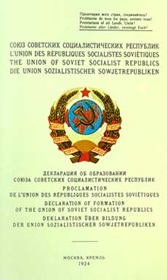 Пролетарии всех стран, соединяйтесь!
Prolétaires de tous les pays, unissez-vous!
Proletarians of all Lands, Unite!
Proletarier aller Länder, vereinigt Euch!
СОЮЗ СОВЕТСКИХ СОЦИАЛИСТИЧЕСКИХ РЕСПУБЛИК
L'UNION DES REPUBLIQUES SOCIALISTES SOVIÉTIQUES
THE UNION OF SOVIET SOCIALIST REPUBLICS
DIE UNION SOZIALISTISCHER SOWJETREPUBLIKEN
ДЕКЛАРАЦИЯ ОБ ОБРАЗОВАНИИ
СОЮЗА СОВЕТСКИХ СОЦИАЛИСТИЧЕСКИХ РЕСПУБЛИК
PROCLAMATION
DE L'UNION DES RÉPUBLIQUES SOCIALISTES SOVIÉTIQUES
DECLARATION OF FORMATION
OF THE UNION OF SOVIET SOCIALIST REPUBLICS
DEKLARATION ÜBER BILDUNG
DER UNION SOZIALISTISCHER SOWJETREPUBLIKEN
МОСКВА, КРЕМЛЬ
1924